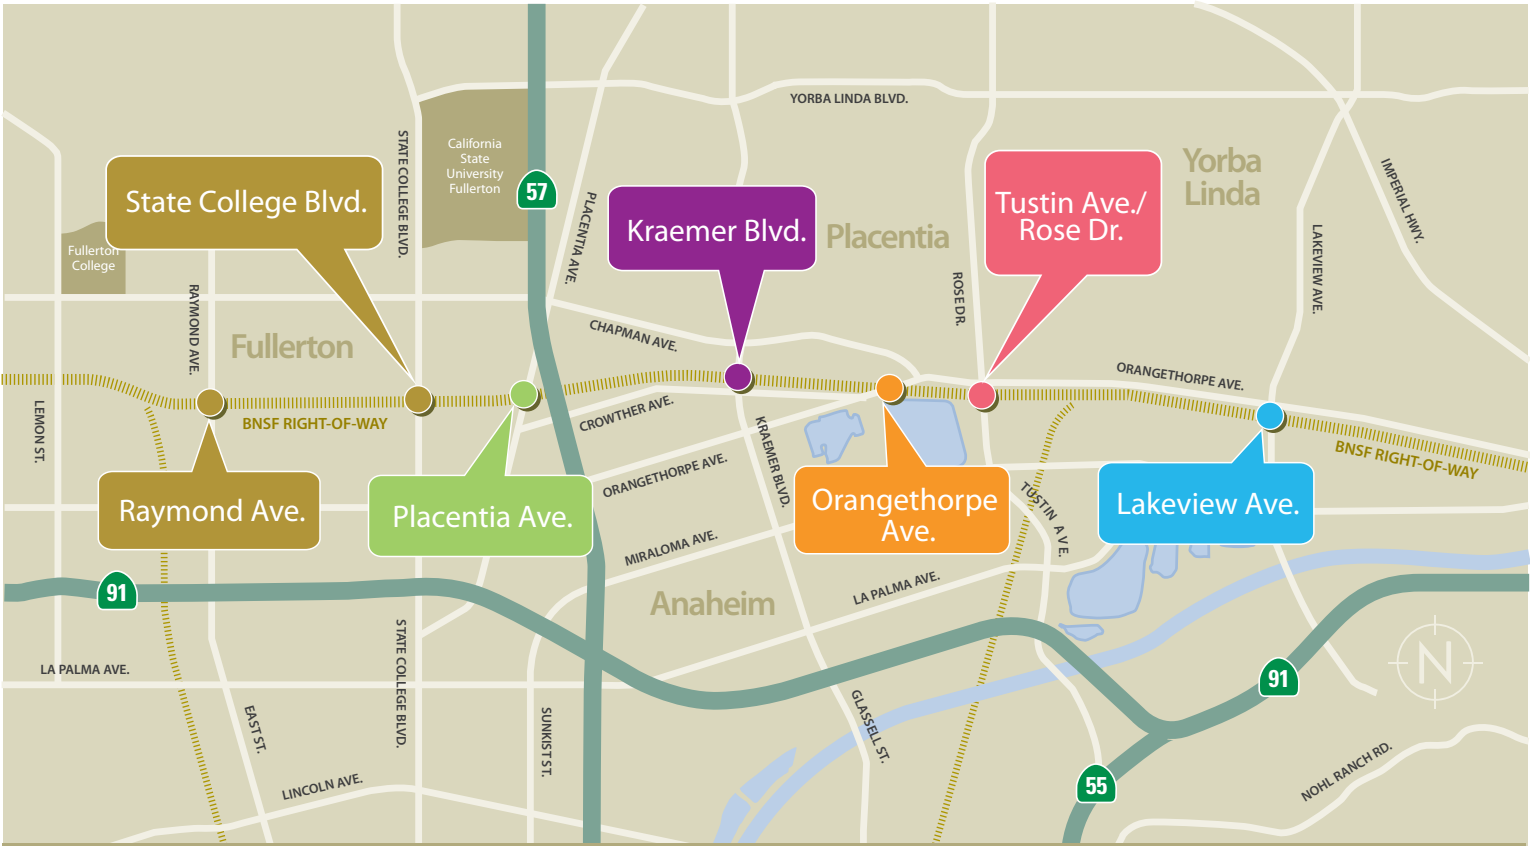 YORBA LINDA BLVD.
STATE COLLEGE BLVD.
California
State
University
Fullerton
57
PLACENTIA AVE.
State College Blvd.
Kraemer Blvd.
Placentia
Tustin Ave./
Rose Dr.
Yorba
Linda
IMPERIAL HWY.
LAKEVIEW AVE.
Fullerton
College
RAYMOND AVE.
Fullerton
CHAPMAN AVE.
ROSE DR.
ORANGETHORPE AVE.
LEMON ST.
BNSF RIGHT-OF-WAY
CROWTHER AVE.
KRAEMER BLVD.
BNSF RIGHT-OF-WAY
ORANGETHORPE AVE.
Raymond Ave.
Placentia Ave.
Orangethorpe
Ave.
TUSTIN AVE.
Lakeview Ave.
MIRALOMA AVE.
91
Anaheim
LA PALMA AVE.
STATE COLLEGE BLVD.
LA PALMA AVE.
N
91
EAST ST.
SUNKIST ST.
GLASSELL ST.
55
LINCOLN AVE.
NOHL RANCH RD.